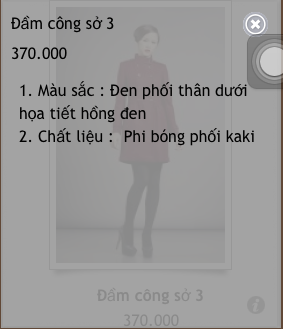 Đầm công sở 3
370.000
1. Màu sắc : Đen phối thân dưới
họa tiết hồng đen
2. Chất liệu :  Phi bóng phối kaki
Đầm công sở 3
370.000